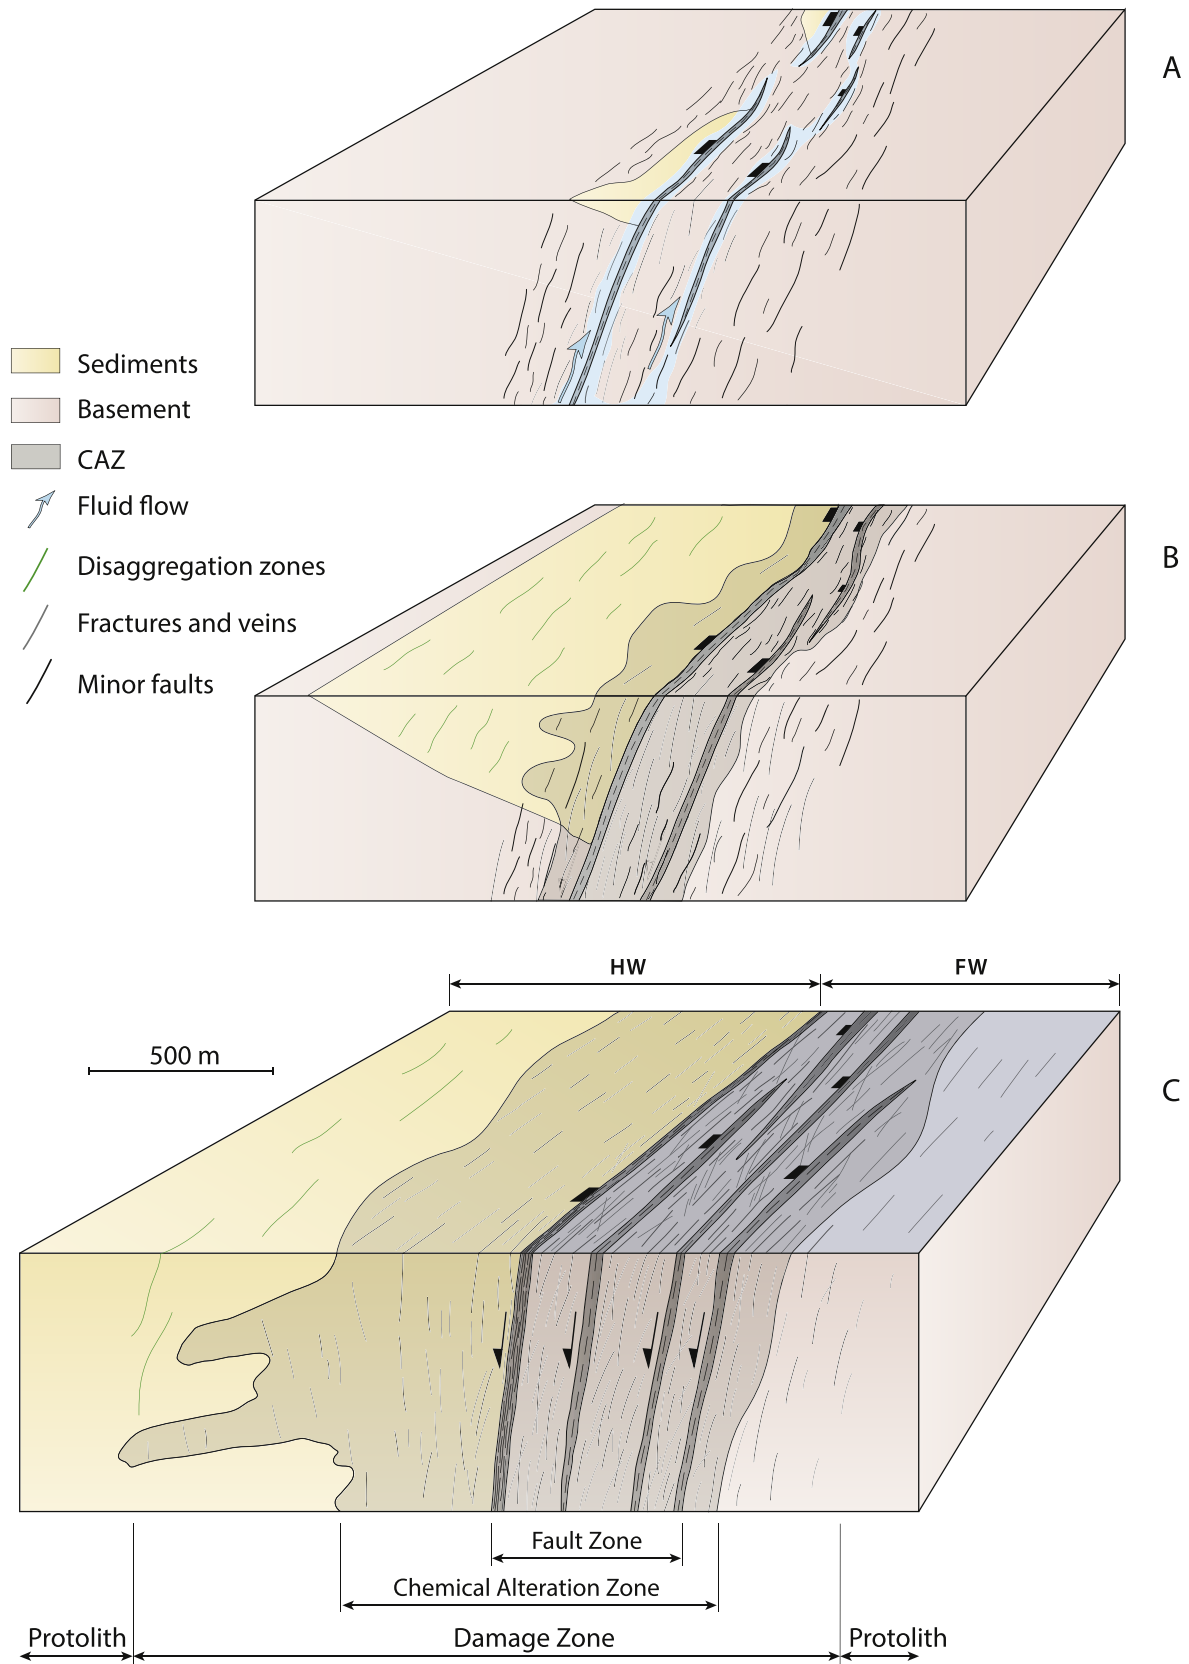 A
Sediments
Basement
CAZ
Fluid flow
Disaggregation zones
Fractures and veins
Minor faults
B
HW
FW
500 m
C
Fault Zone
Chemical Alteration Zone
Protolith
Damage Zone
Protolith